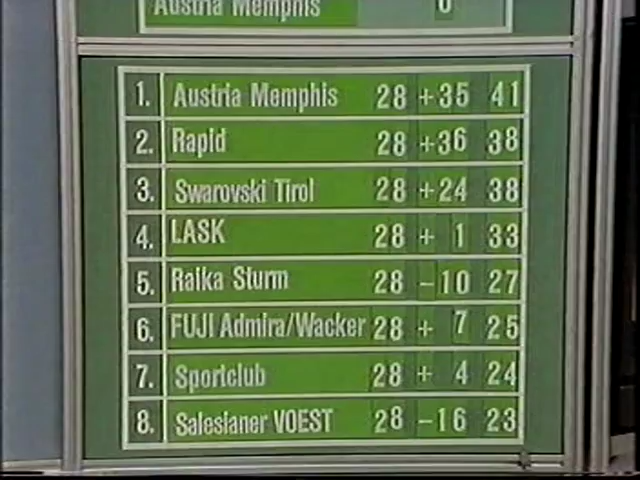 Austria Memphis 0
1. Austria Memphis 28 +35 41
2. Rapid 28 +36 38
3. Swarovski Tirol 28 +24 38
4. LASK 28 + 1 33
5. Raika Sturm 28 -10 27
6. FUJI Admira/Wacker 28 + 7 25
7. Sportclub 28 + 4 24
8. Salesianer VOEST 28 -16 23